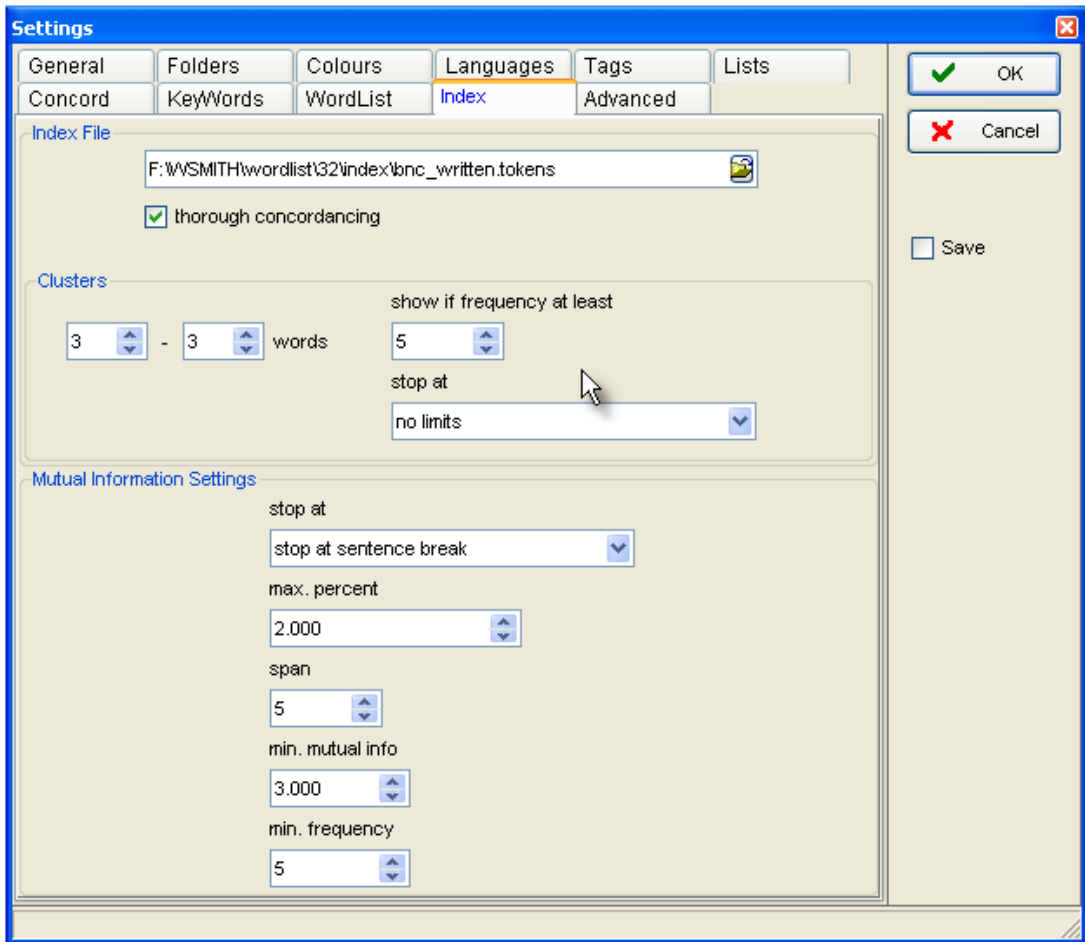 Settings
General Folders Colours Languages Tags Lists
Concord KeyWords WordList Index Advanced
OK
Cancel
Save
Index File
F:\WSMITH\wordlist\32\index\bnc_written.tokens
thorough concordancing
Clusters
show if frequency at least
3 - 3 words 5
stop at
no limits
Mutual Information Settings
stop at
stop at sentence break
max. percent
2.000
span
5
min. mutual info
3.000
min. frequency
5